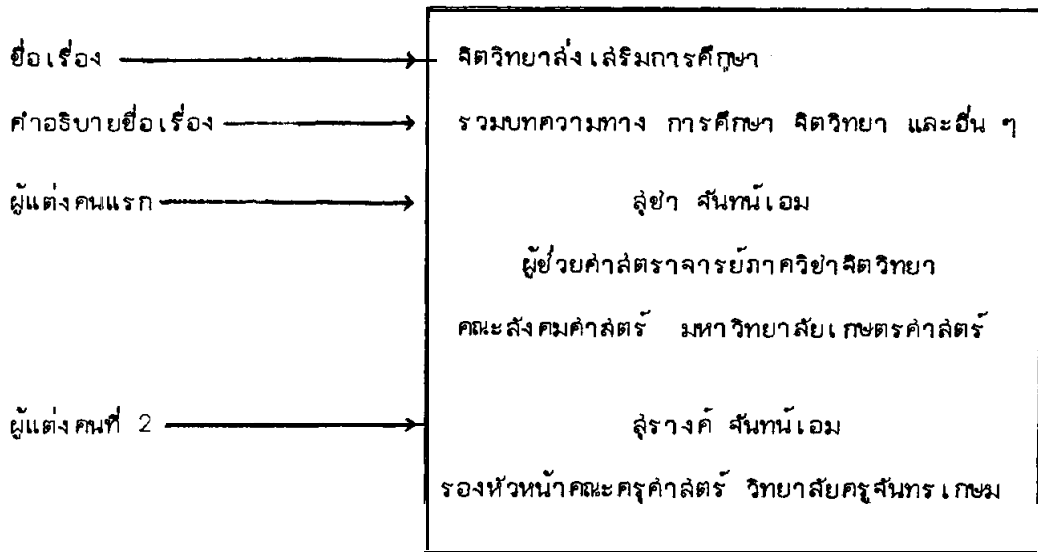 ชื่อเรื่อง จิตวิทยาส่งเสริมการศึกษา
คำอธิบายชื่อเรื่อง รวมบทความทาง การศึกษา จิตวิทยา และอื่น ๆ
ผู้แต่งคนแรก สุชา จันทน์เอม
ผู้ช่วยศาสตราจารย์ภาควิชาจิตวิทยา
คณะสังคมศาสตร์ มหาวิทยาลัยเกษตรศาสตร์
ผู้แต่งคนที่ 2 สุรางค์ จันทน์เอม
รองหัวหน้าคณะครุศาสตร์ วิทยาลัยครูจันทรเกษม